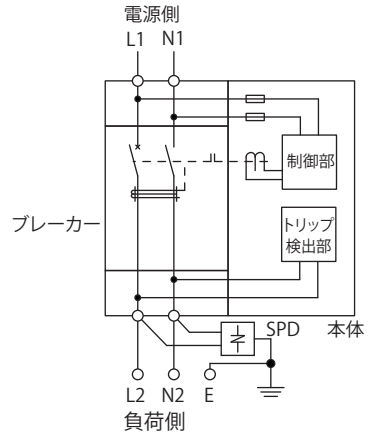 電源側
L1 N1
制御部
トリップ
検出部
ブレーカー
SPD 本体
L2 N2 E
負荷側